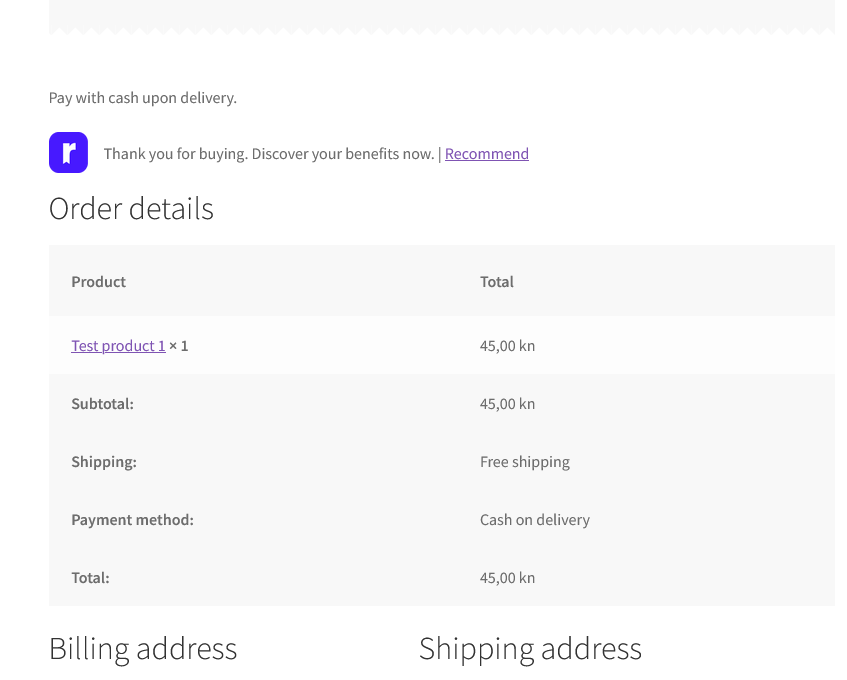 Pay with cash upon delivery.
r
Thank you for buying. Discover your benefits now. | Recommend
Order details
Product Total
Test product 1 × 1 45,00 kn
Subtotal: 45,00 kn
Shipping: Free shipping
Payment method: Cash on delivery
Total: 45,00 kn
Billing address Shipping address